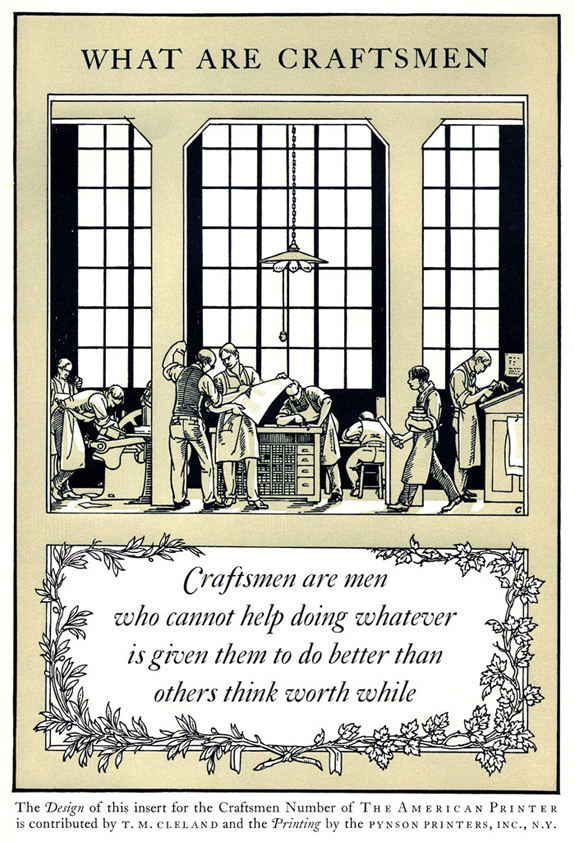 WHAT ARE CRAFTSMEN
C
Craftsmen are men
who cannot help doing whatever
is given them to do better than
others think worth while
The Design of this insert for the Craftsmen Number of THE AMERICAN PRINTER
is contributed by T. M. CLELAND and the Printing by the PYNSON PRINTERS, INC., N.Y.